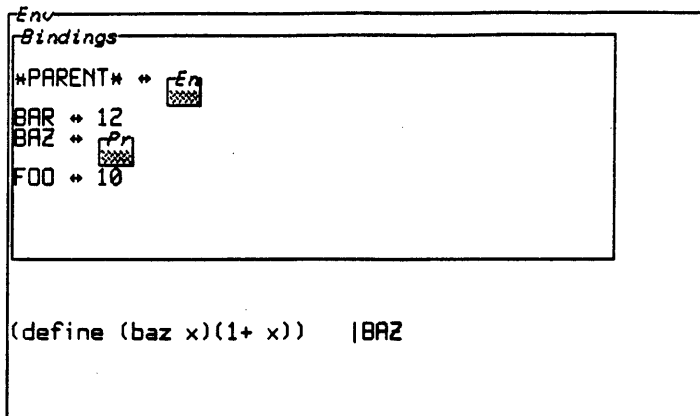 Env
Bindings
*PARENT* ↔ En
BAR ↔ 12
BAZ ↔ Pr
FOO ↔ 10
(define (baz x)(1+ x)) |BAZ